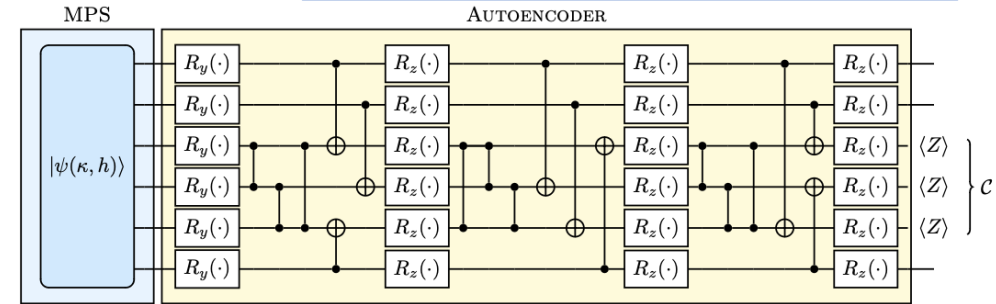 MPS AUTOENCODER
R_y(·) R_z(·) R_z(·) R_z(·)
R_y(·) R_z(·) R_z(·) R_z(·)
R_y(·) R_z(·) R_z(·) R_z(·) ⟨Z⟩
|ψ(κ, h)⟩ R_y(·) R_z(·) R_z(·) R_z(·) ⟨Z⟩ 𝒞
R_y(·) R_z(·) R_z(·) R_z(·) ⟨Z⟩
R_y(·) R_z(·) R_z(·) R_z(·)